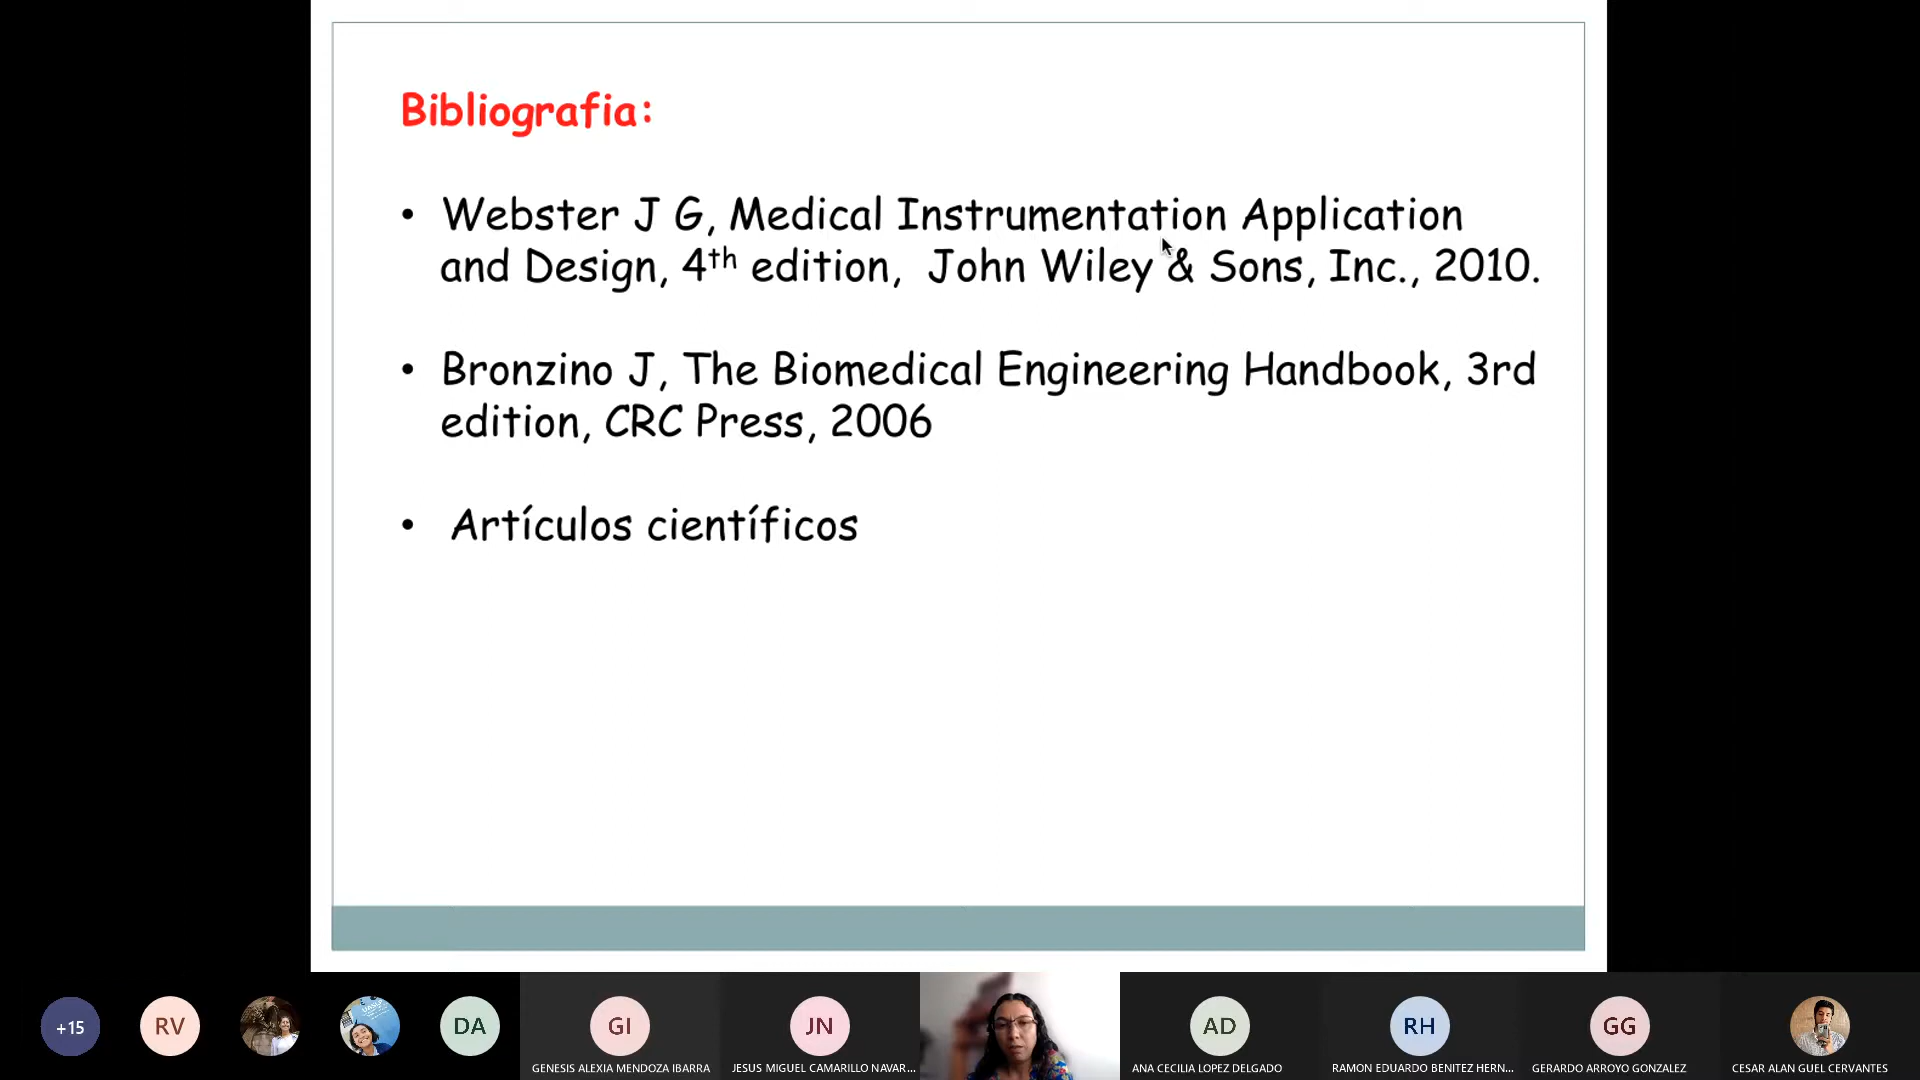 Bibliografia:
• Webster J G, Medical Instrumentation Application
and Design, 4th edition, John Wiley & Sons, Inc., 2010.
• Bronzino J, The Biomedical Engineering Handbook, 3rd
edition, CRC Press, 2006
• Artículos científicos
+15
RV
DA
GI
JN
AD
RH
GG
GENESIS ALEXIA MENDOZA IBARRA
JESUS MIGUEL CAMARILLO NAVAR...
ANA CECILIA LOPEZ DELGADO
RAMON EDUARDO BENITEZ HERN...
GERARDO ARROYO GONZALEZ
CESAR ALAN GUEL CERVANTES